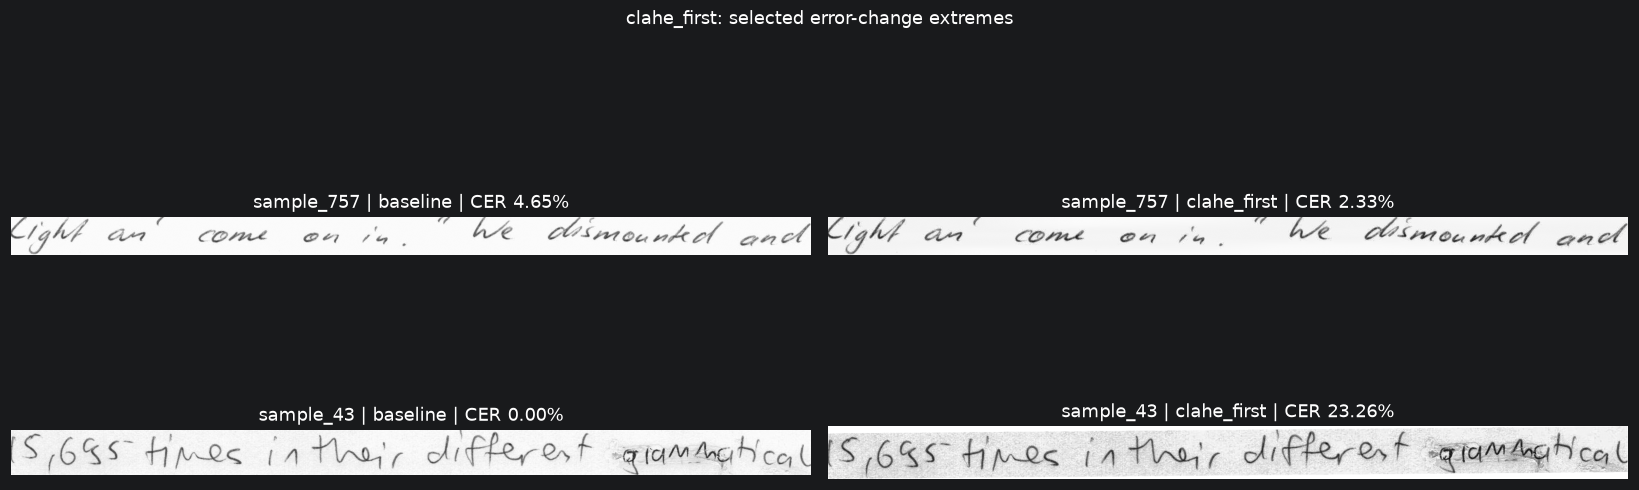 clahe_first: selected error-change extremes
sample_757 | baseline | CER 4.65%
sample_757 | clahe_first | CER 2.33%
Light an' come on in. " We dismounted and
Light an' come on in. " We dismounted and
sample_43 | baseline | CER 0.00%
sample_43 | clahe_first | CER 23.26%
15,695 times in their different grammatical
15,695 times in their different grammatical